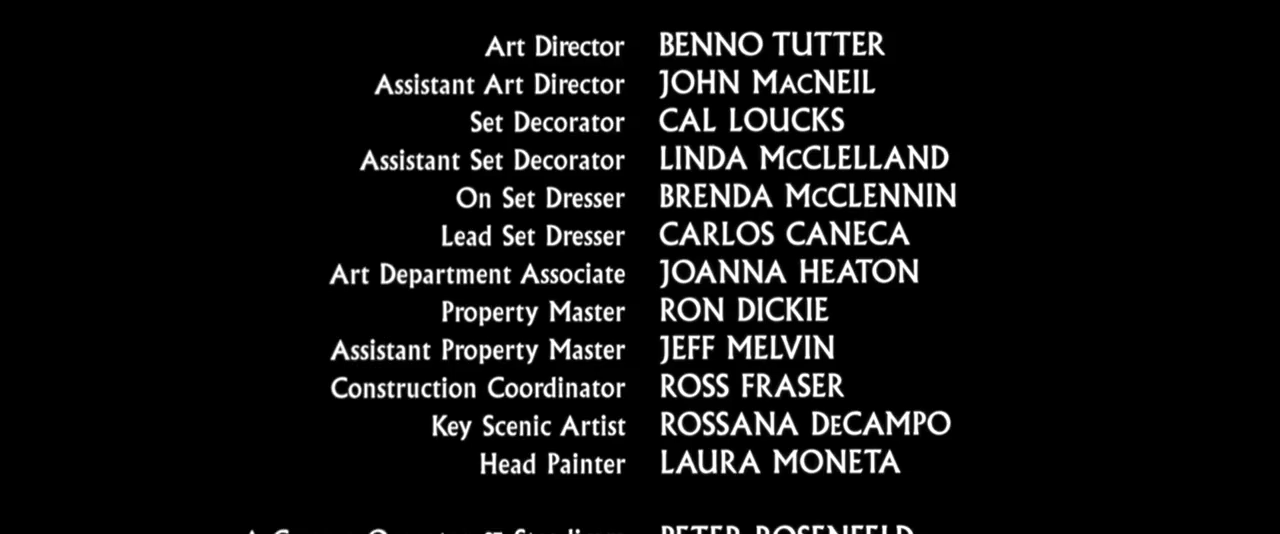 Art Director BENNO TUTTER
Assistant Art Director JOHN MacNEIL
Set Decorator CAL LOUCKS
Assistant Set Decorator LINDA McCLELLAND
On Set Dresser BRENDA McCLENNIN
Lead Set Dresser CARLOS CANECA
Art Department Associate JOANNA HEATON
Property Master RON DICKIE
Assistant Property Master JEFF MELVIN
Construction Coordinator ROSS FRASER
Key Scenic Artist ROSSANA DeCAMPO
Head Painter LAURA MONETA
PETER ROSENFELD